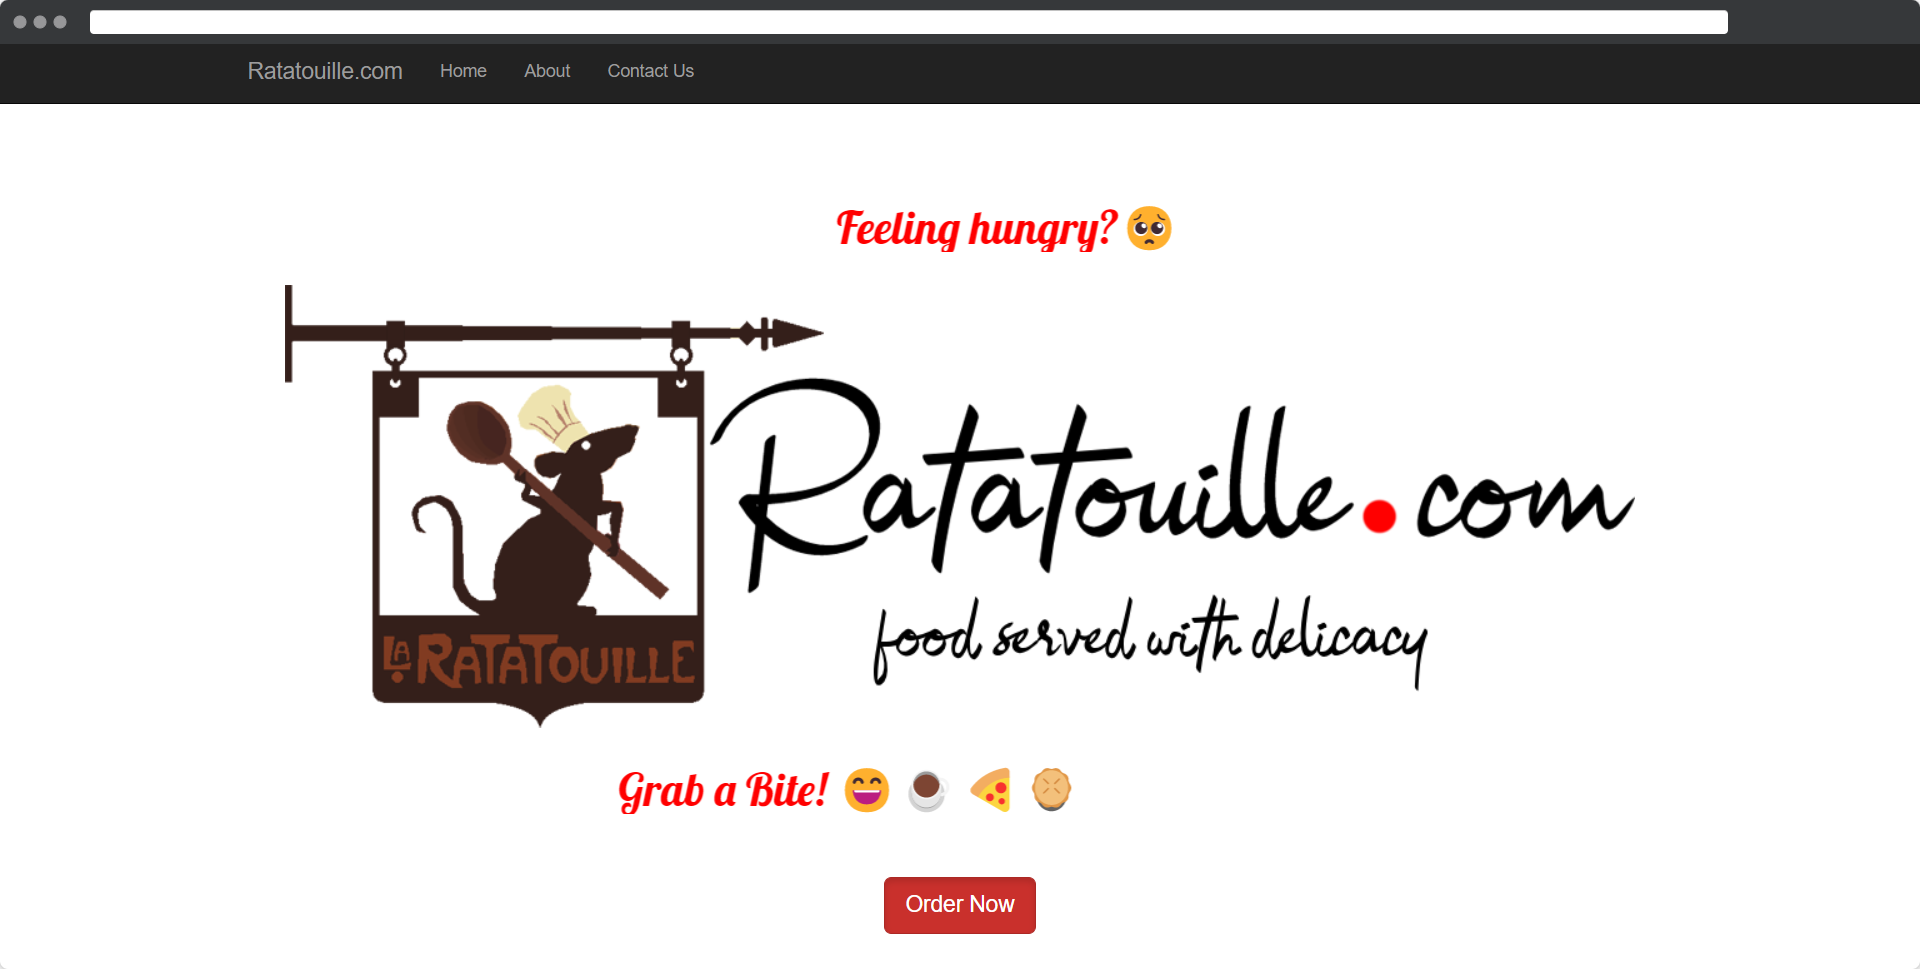 Ratatouille.com Home About Contact Us
Feeling hungry? 🥺
LA RATATOUILLE
Ratatouille.com
food served with delicacy
Grab a Bite! 😄 ☕ 🍕 🥧
Order Now